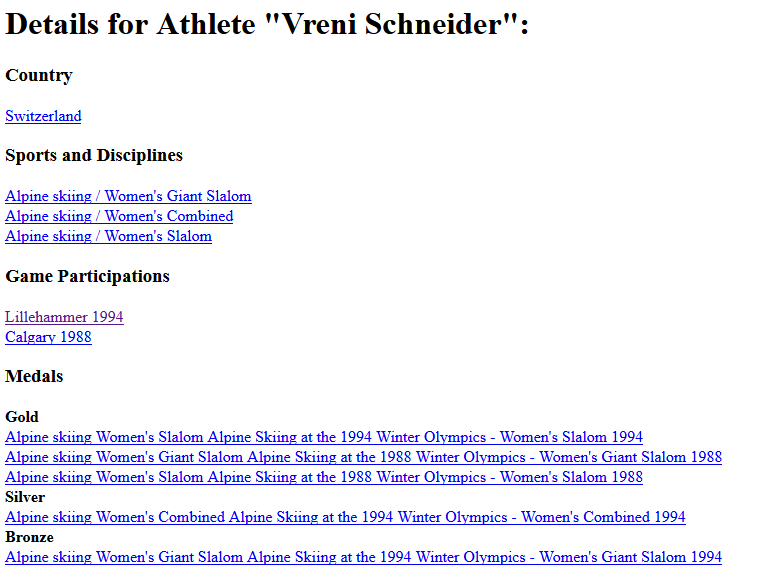 Details for Athlete "Vreni Schneider":
Country
Switzerland
Sports and Disciplines
Alpine skiing / Women's Giant Slalom
Alpine skiing / Women's Combined
Alpine skiing / Women's Slalom
Game Participations
Lillehammer 1994
Calgary 1988
Medals
Gold
Alpine skiing Women's Slalom Alpine Skiing at the 1994 Winter Olympics - Women's Slalom 1994
Alpine skiing Women's Giant Slalom Alpine Skiing at the 1988 Winter Olympics - Women's Giant Slalom 1988
Alpine skiing Women's Slalom Alpine Skiing at the 1988 Winter Olympics - Women's Slalom 1988
Silver
Alpine skiing Women's Combined Alpine Skiing at the 1994 Winter Olympics - Women's Combined 1994
Bronze
Alpine skiing Women's Giant Slalom Alpine Skiing at the 1994 Winter Olympics - Women's Giant Slalom 1994